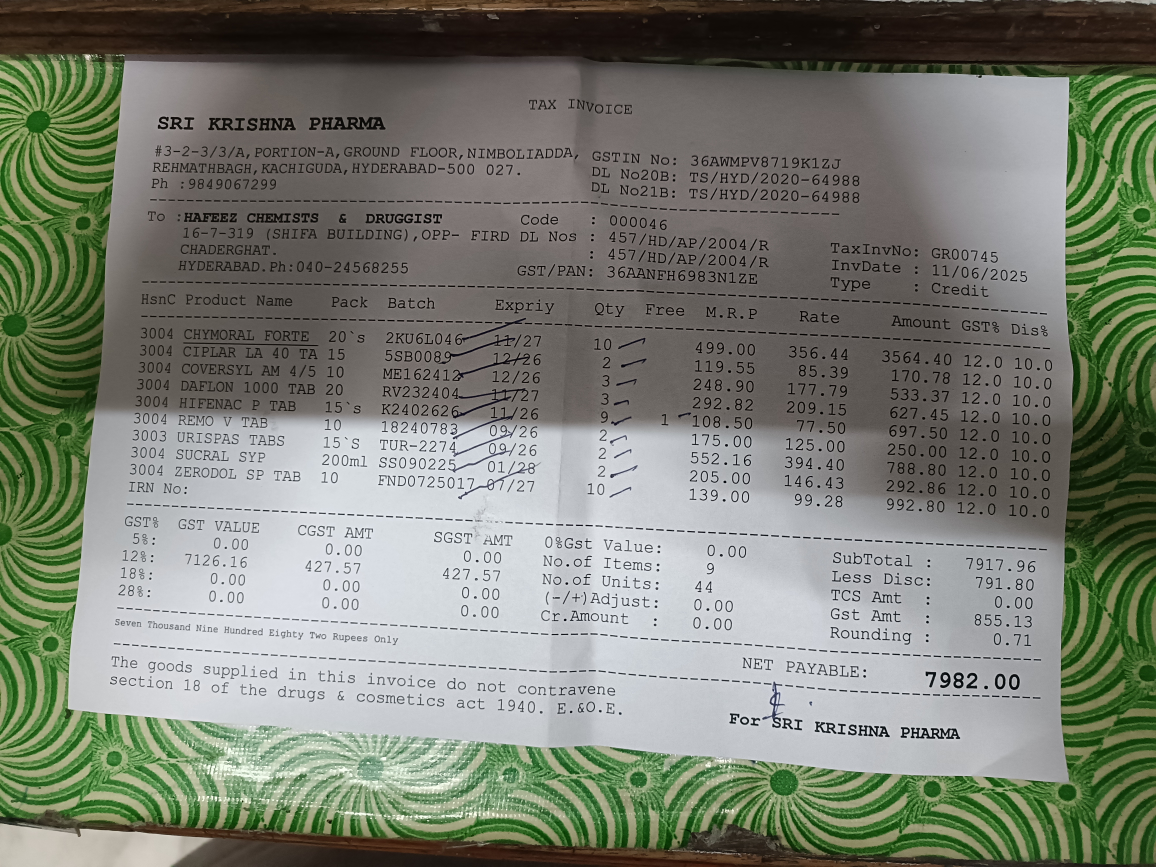 TAX INVOICE
SRI KRISHNA PHARMA
#3-2-3/3/A,PORTION-A,GROUND FLOOR,NIMBOLIADDA, GSTIN No: 36AWMPV8719K1ZJ
REHMATHBAGH,KACHIGUDA,HYDERABAD-500 027. DL No20B: TS/HYD/2020-64988
Ph :9849067299 DL No21B: TS/HYD/2020-64988
To :HAFEEZ CHEMISTS & DRUGGIST Code : 000046
16-7-319 (SHIFA BUILDING),OPP- FIRD DL Nos : 457/HD/AP/2004/R TaxInvNo: GR00745
CHADERGHAT. : 457/HD/AP/2004/R InvDate : 11/06/2025
HYDERABAD.Ph:040-24568255 GST/PAN: 36AANFH6983N1ZE Type : Credit
HsnC Product Name Pack Batch Expriy Qty Free M.R.P Rate Amount GST% Dis%
3004 CHYMORAL FORTE 20`s 2KU6L046 11/27 10 499.00 356.44 3564.40 12.0 10.0
3004 CIPLAR LA 40 TA 15 5SB0089 12/26 2 119.55 85.39 170.78 12.0 10.0
3004 COVERSYL AM 4/5 10 ME162412 12/26 3 248.90 177.79 533.37 12.0 10.0
3004 DAFLON 1000 TAB 20 RV232404 11/27 3 292.82 209.15 627.45 12.0 10.0
3004 HIFENAC P TAB 15`s K2402626 11/26 9 1 108.50 77.50 697.50 12.0 10.0
3004 REMO V TAB 10 18240783 09/26 2 175.00 125.00 250.00 12.0 10.0
3003 URISPAS TABS 15`S TUR-2274 09/26 2 552.16 394.40 788.80 12.0 10.0
3004 SUCRAL SYP 200ml SS090225 01/28 2 205.00 146.43 292.86 12.0 10.0
3004 ZERODOL SP TAB 10 FND0725017 07/27 10 139.00 99.28 992.80 12.0 10.0
IRN No:
GST% GST VALUE CGST AMT SGST AMT 0%Gst Value: 0.00 SubTotal : 7917.96
5%: 0.00 0.00 0.00 No.of Items: 9 Less Disc: 791.80
12%: 7126.16 427.57 427.57 No.of Units: 44 TCS Amt : 0.00
18%: 0.00 0.00 0.00 (-/+)Adjust: 0.00 Gst Amt : 855.13
28%: 0.00 0.00 0.00 Cr.Amount : 0.00 Rounding : 0.71
Seven Thousand Nine Hundred Eighty Two Rupees Only
NET PAYABLE: 7982.00
The goods supplied in this invoice do not contravene
section 18 of the drugs & cosmetics act 1940. E.&O.E.
For SRI KRISHNA PHARMA